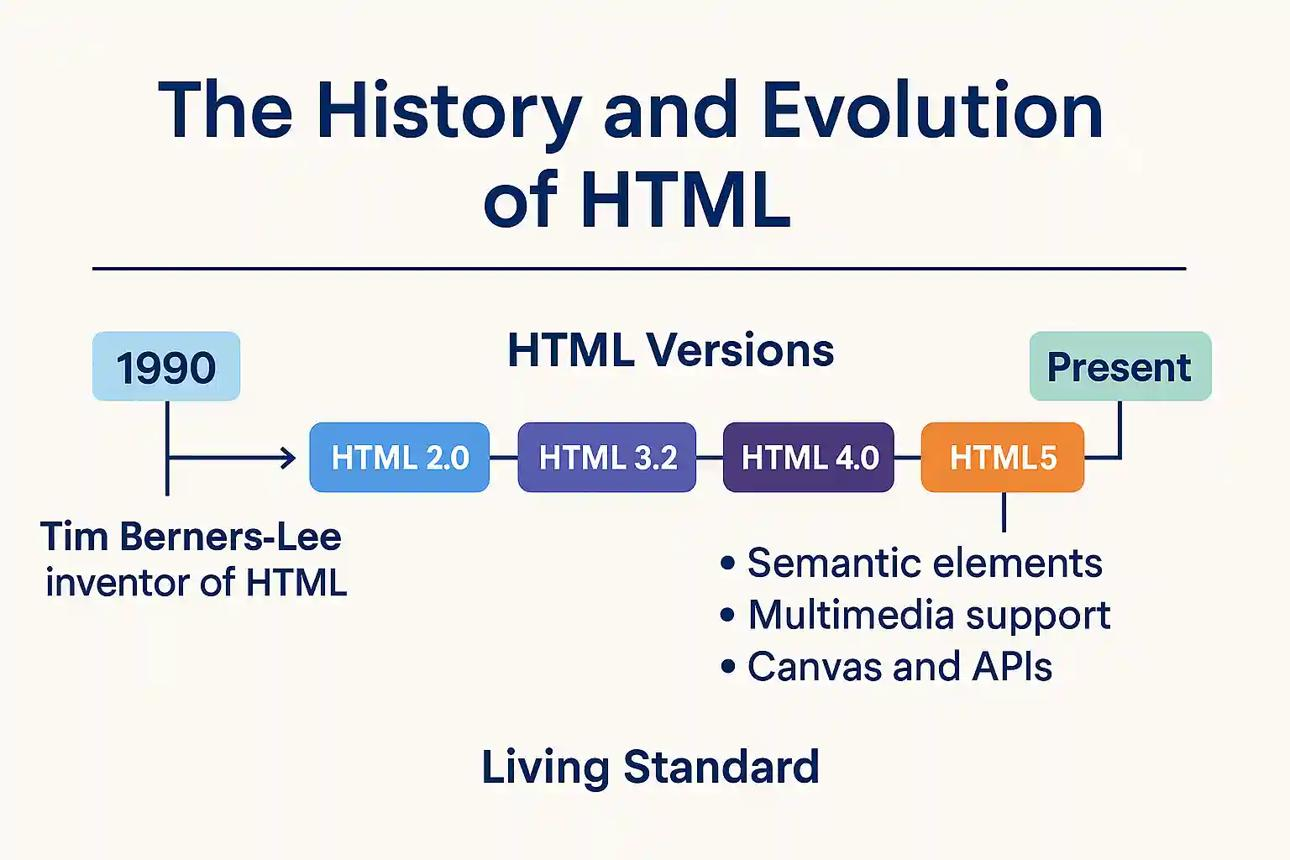 The History and Evolution
of HTML
1990
HTML Versions
Present
HTML 2.0
HTML 3.2
HTML 4.0
HTML5
Tim Berners-Lee
inventor of HTML
• Semantic elements
• Multimedia support
• Canvas and APIs
Living Standard